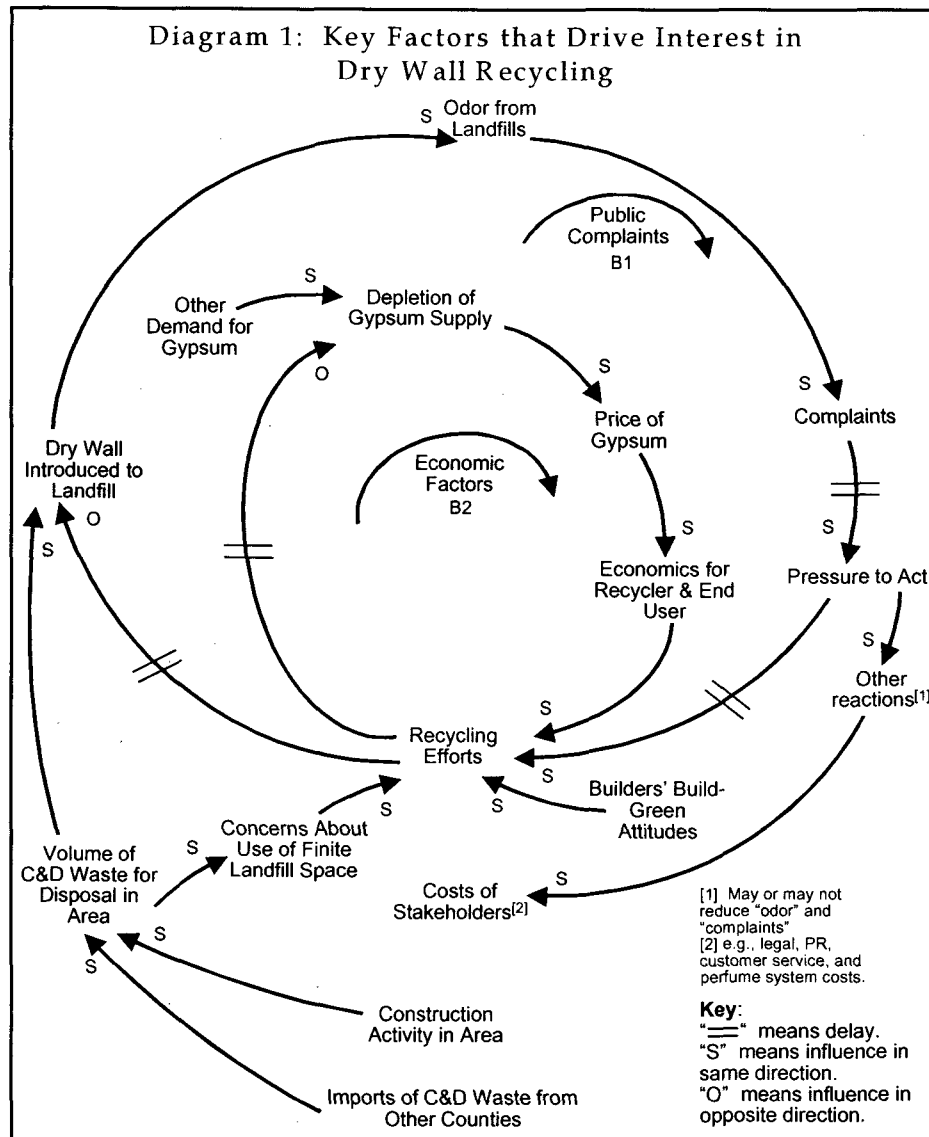 Diagram 1: Key Factors that Drive Interest in
Dry Wall Recycling
S
Odor from
Landfills
Public
Complaints
B1
S
Other
Demand for
Gypsum
Depletion of
Gypsum Supply
O
S
S
Price of
Gypsum
Complaints
Dry Wall
Introduced to
Landfill
O
S
Economic
Factors
B2
S
S
Economics for
Recycler & End
User
Pressure to Act
S
Other
reactions[1]
S
Recycling
Efforts
S
S
S
Builders' Build-
Green
Attitudes
Volume of
C&D Waste for
Disposal in
Area
S
Concerns About
Use of Finite
Landfill Space
S
S
Costs of
Stakeholders[2]
S
Construction
Activity in Area
Imports of C&D Waste from
Other Counties
[1] May or may not
reduce "odor" and
"complaints"
[2] e.g., legal, PR,
customer service, and
perfume system costs.
Key:
"=" means delay.
"S" means influence in
same direction.
"O" means influence in
opposite direction.